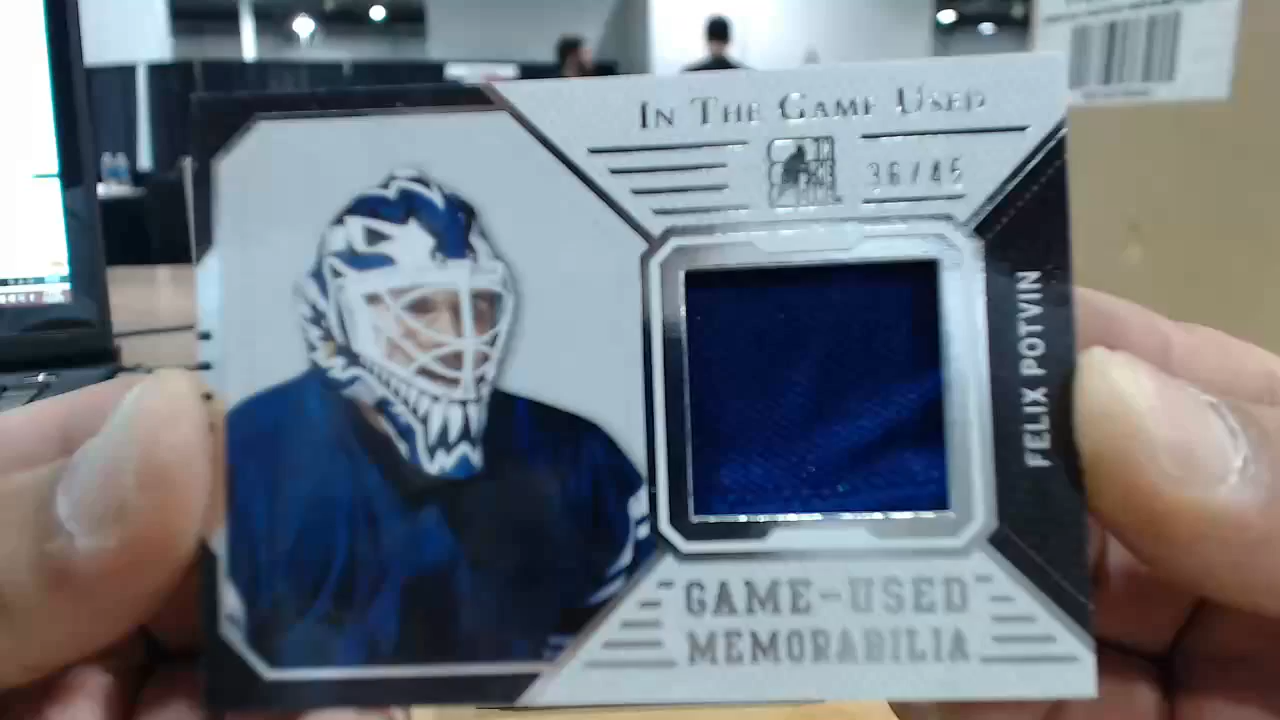 IN THE GAME USED
36/45
FELIX POTVIN
GAME-USED
MEMORABILIA